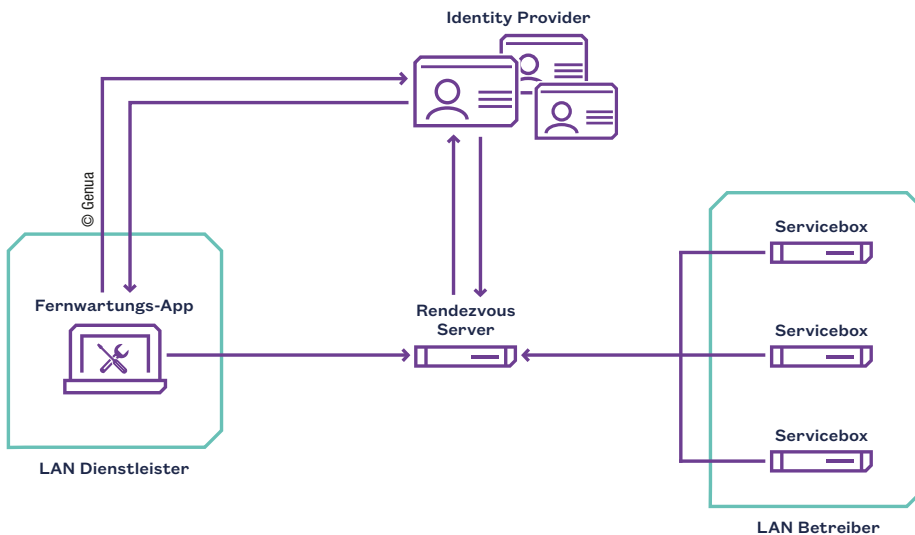 Identity Provider
© Genua
Servicebox
Fernwartungs-App
Rendezvous
Server
Servicebox
Servicebox
LAN Dienstleister
LAN Betreiber